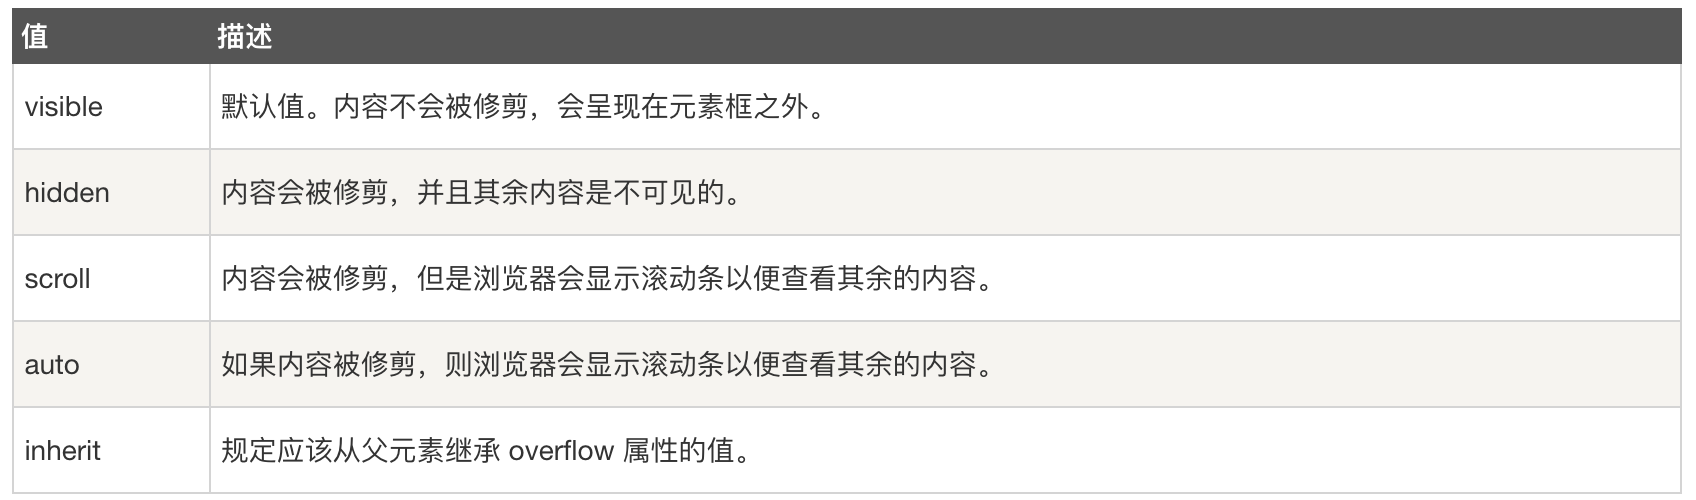 值 描述
visible 默认值。内容不会被修剪，会呈现在元素框之外。
hidden 内容会被修剪，并且其余内容是不可见的。
scroll 内容会被修剪，但是浏览器会显示滚动条以便查看其余的内容。
auto 如果内容被修剪，则浏览器会显示滚动条以便查看其余的内容。
inherit 规定应该从父元素继承 overflow 属性的值。